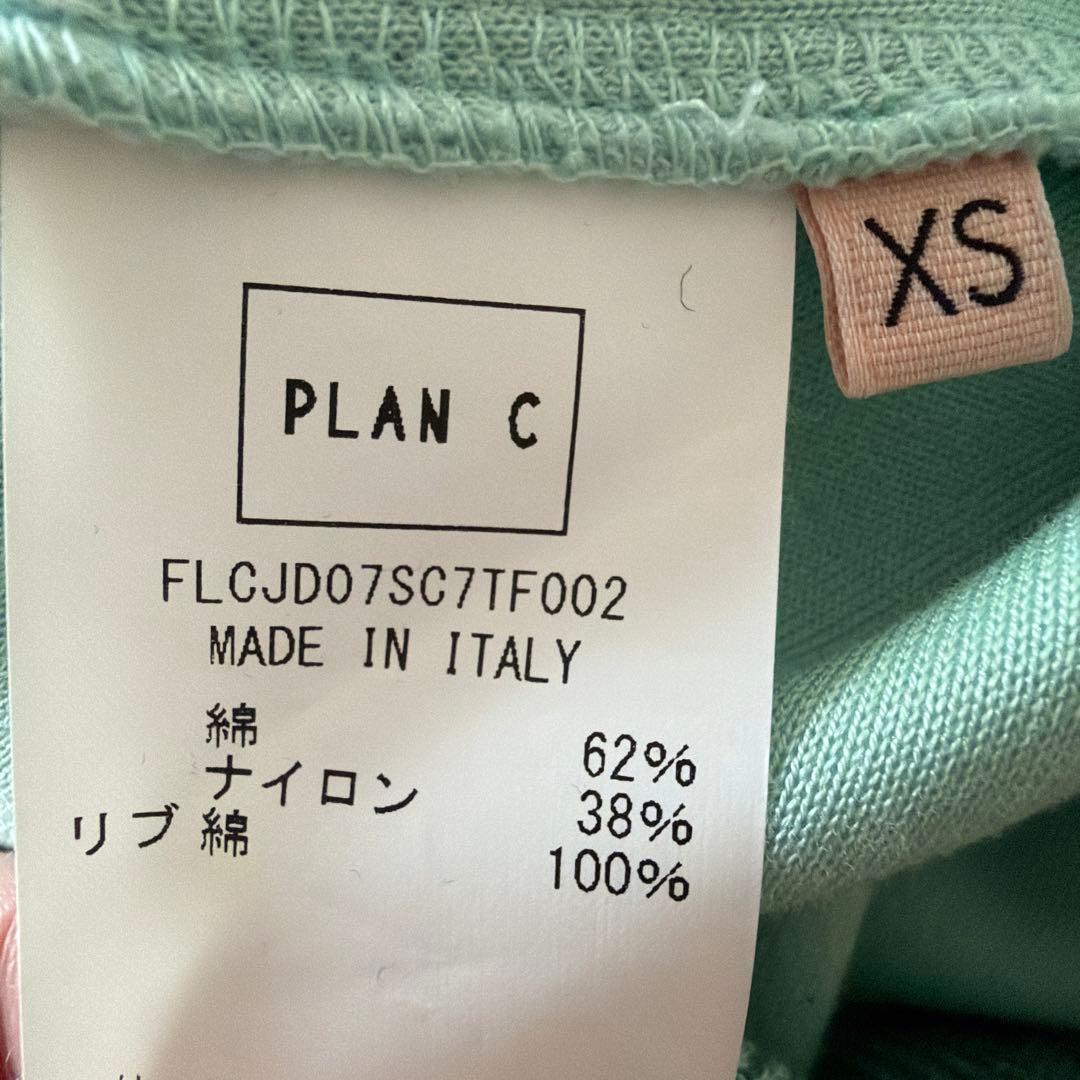 XS
PLAN C
FLCJD07SC7TF002
MADE IN ITALY
綿 62%
ナイロン 38%
リブ 綿 100%